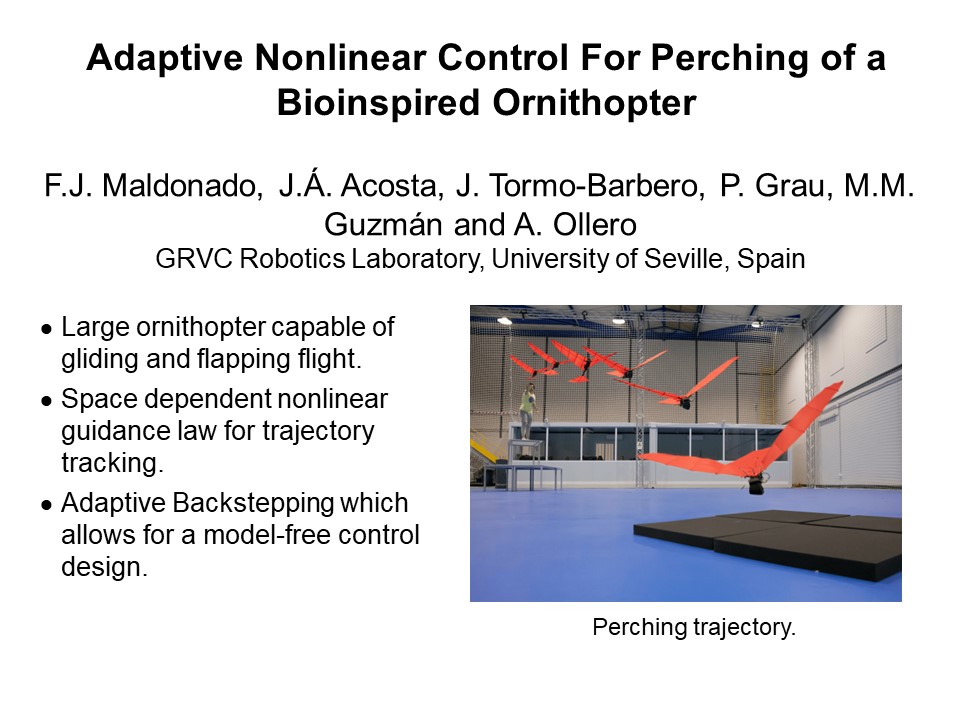 Adaptive Nonlinear Control For Perching of a
Bioinspired Ornithopter
F.J. Maldonado, J.Á. Acosta, J. Tormo-Barbero, P. Grau, M.M.
Guzmán and A. Ollero
GRVC Robotics Laboratory, University of Seville, Spain
● Large ornithopter capable of
gliding and flapping flight.
● Space dependent nonlinear
guidance law for trajectory
tracking.
● Adaptive Backstepping which
allows for a model-free control
design.
Perching trajectory.